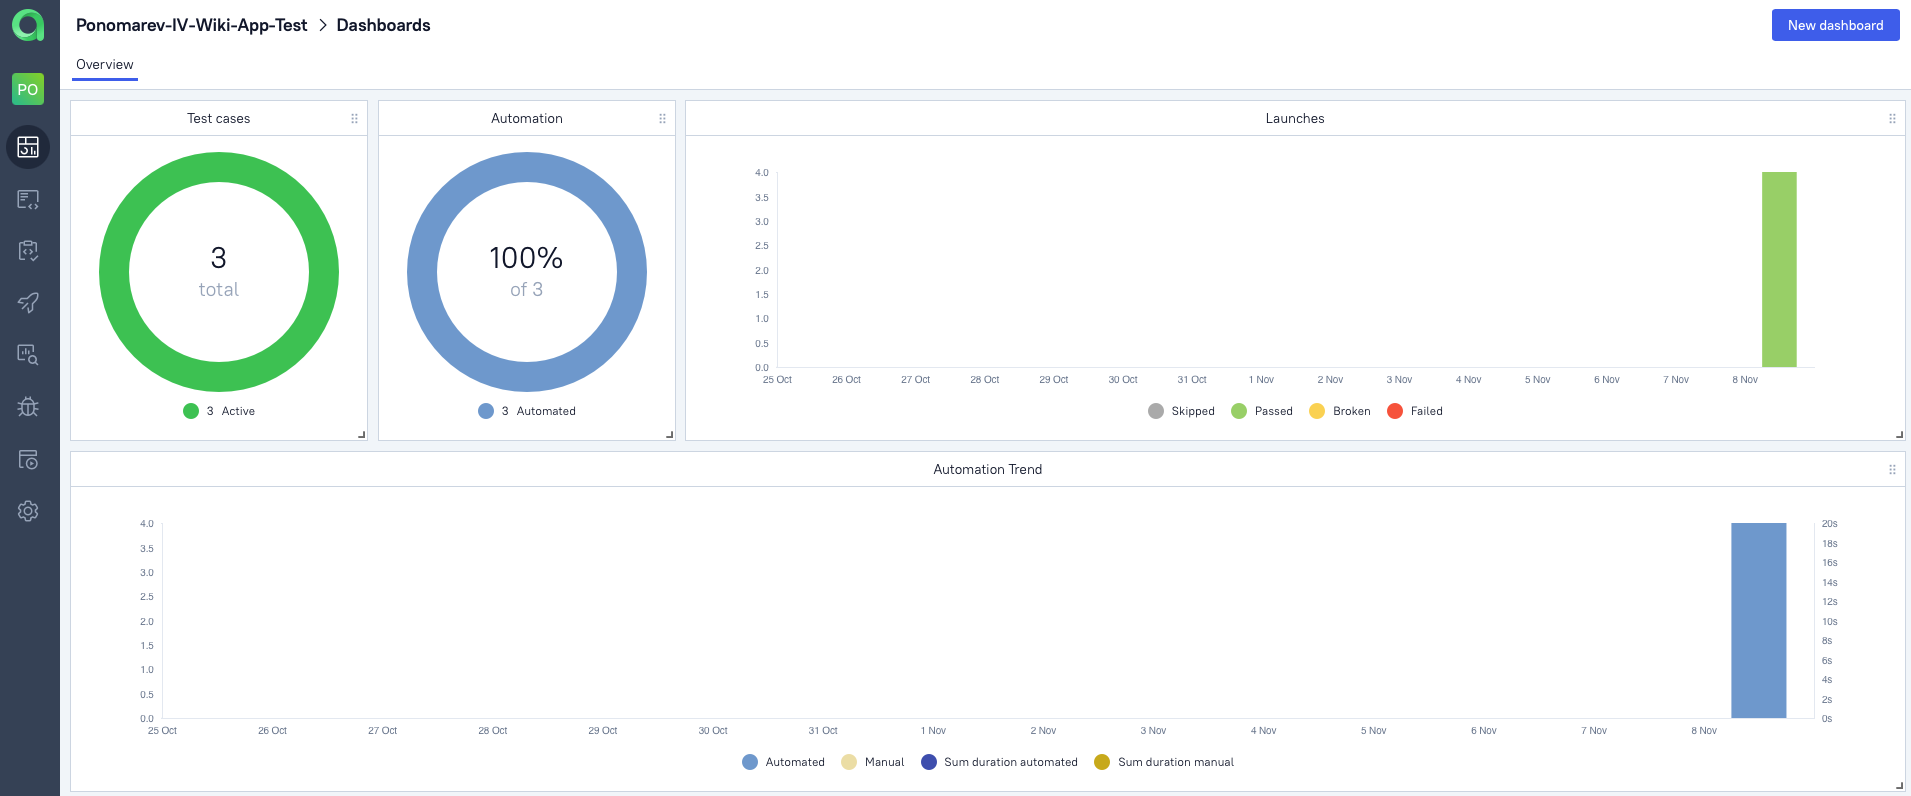 Ponomarev-IV-Wiki-App-Test > Dashboards
New dashboard
Overview
PO
Test cases
3
total
3 Active
Automation
100%
of 3
3 Automated
Launches
4.0
3.5
3.0
2.5
2.0
1.5
1.0
0.5
0.0
25 Oct 26 Oct 27 Oct 28 Oct 29 Oct 30 Oct 31 Oct 1 Nov 2 Nov 3 Nov 4 Nov 5 Nov 6 Nov 7 Nov 8 Nov
Skipped Passed Broken Failed
Automation Trend
4.0
3.5
3.0
2.5
2.0
1.5
1.0
0.5
0.0
20s
18s
16s
14s
12s
10s
8s
6s
4s
2s
0s
25 Oct 26 Oct 27 Oct 28 Oct 29 Oct 30 Oct 31 Oct 1 Nov 2 Nov 3 Nov 4 Nov 5 Nov 6 Nov 7 Nov 8 Nov
Automated Manual Sum duration automated Sum duration manual